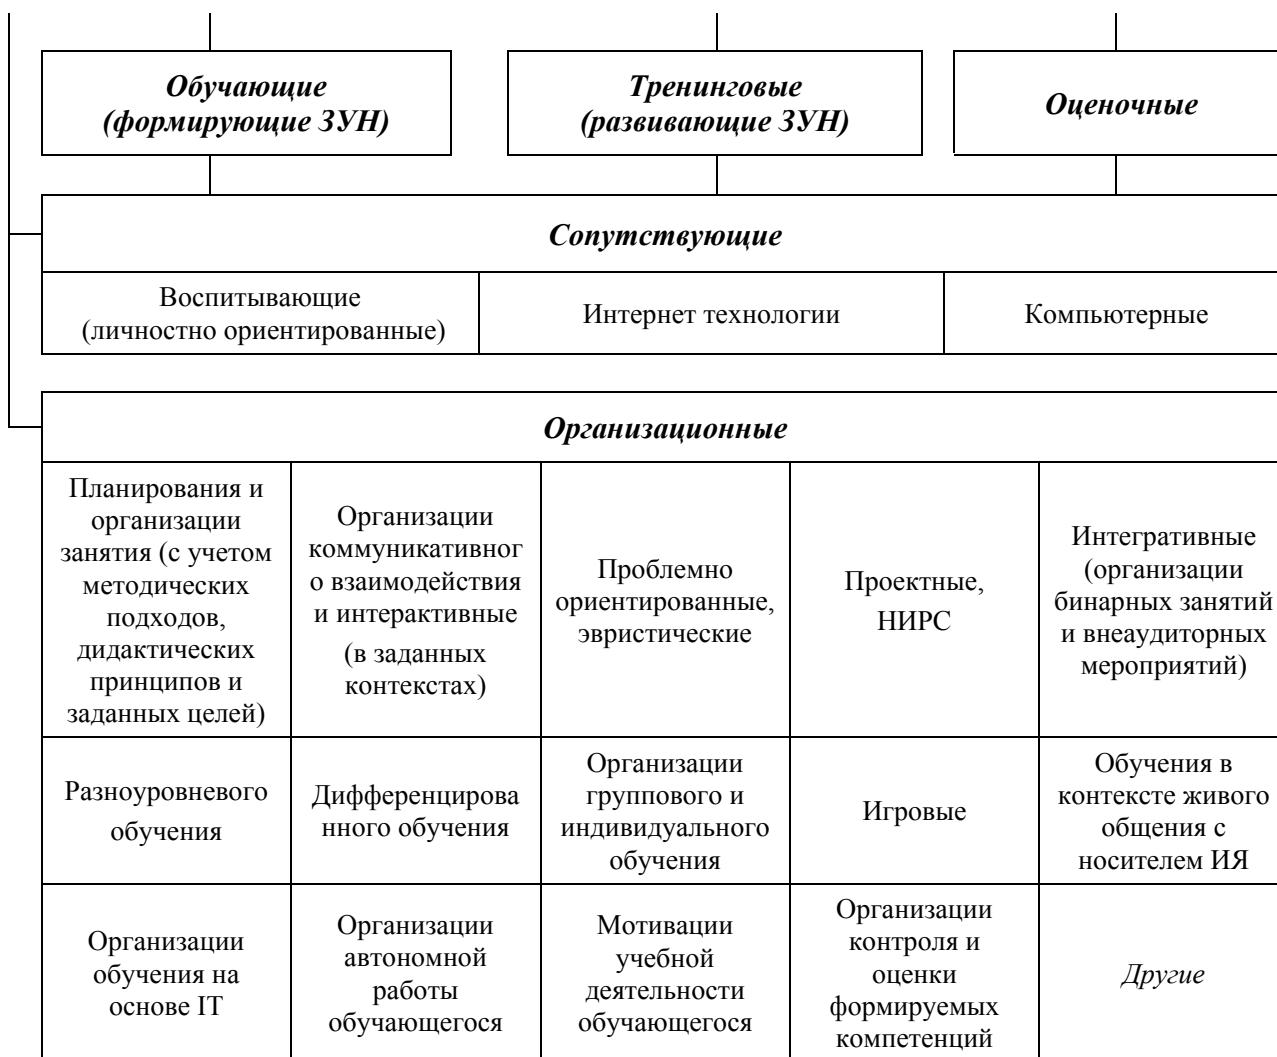 Обучающие
(формирующие ЗУН)
Тренинговые
(развивающие ЗУН)
Оценочные
Сопутствующие
Воспитывающие
(личностно ориентированные)
Интернет технологии
Компьютерные
Организационные
Планирования и
организации
занятия (с учетом
методических
подходов,
дидактических
принципов и
заданных целей)
Организации
коммуникативног
о взаимодействия
и интерактивные
(в заданных
контекстах)
Проблемно
ориентированные,
эвристические
Проектные,
НИРС
Интегративные
(организации
бинарных занятий
и внеаудиторных
мероприятий)
Разноуровневого
обучения
Дифференцирова
нного обучения
Организации
группового и
индивидуального
обучения
Игровые
Обучения в
контексте живого
общения с
носителем ИЯ
Организации
обучения на
основе IT
Организации
автономной
работы
обучающегося
Мотивации
учебной
деятельности
обучающегося
Организации
контроля и
оценки
формируемых
компетенций
Другие